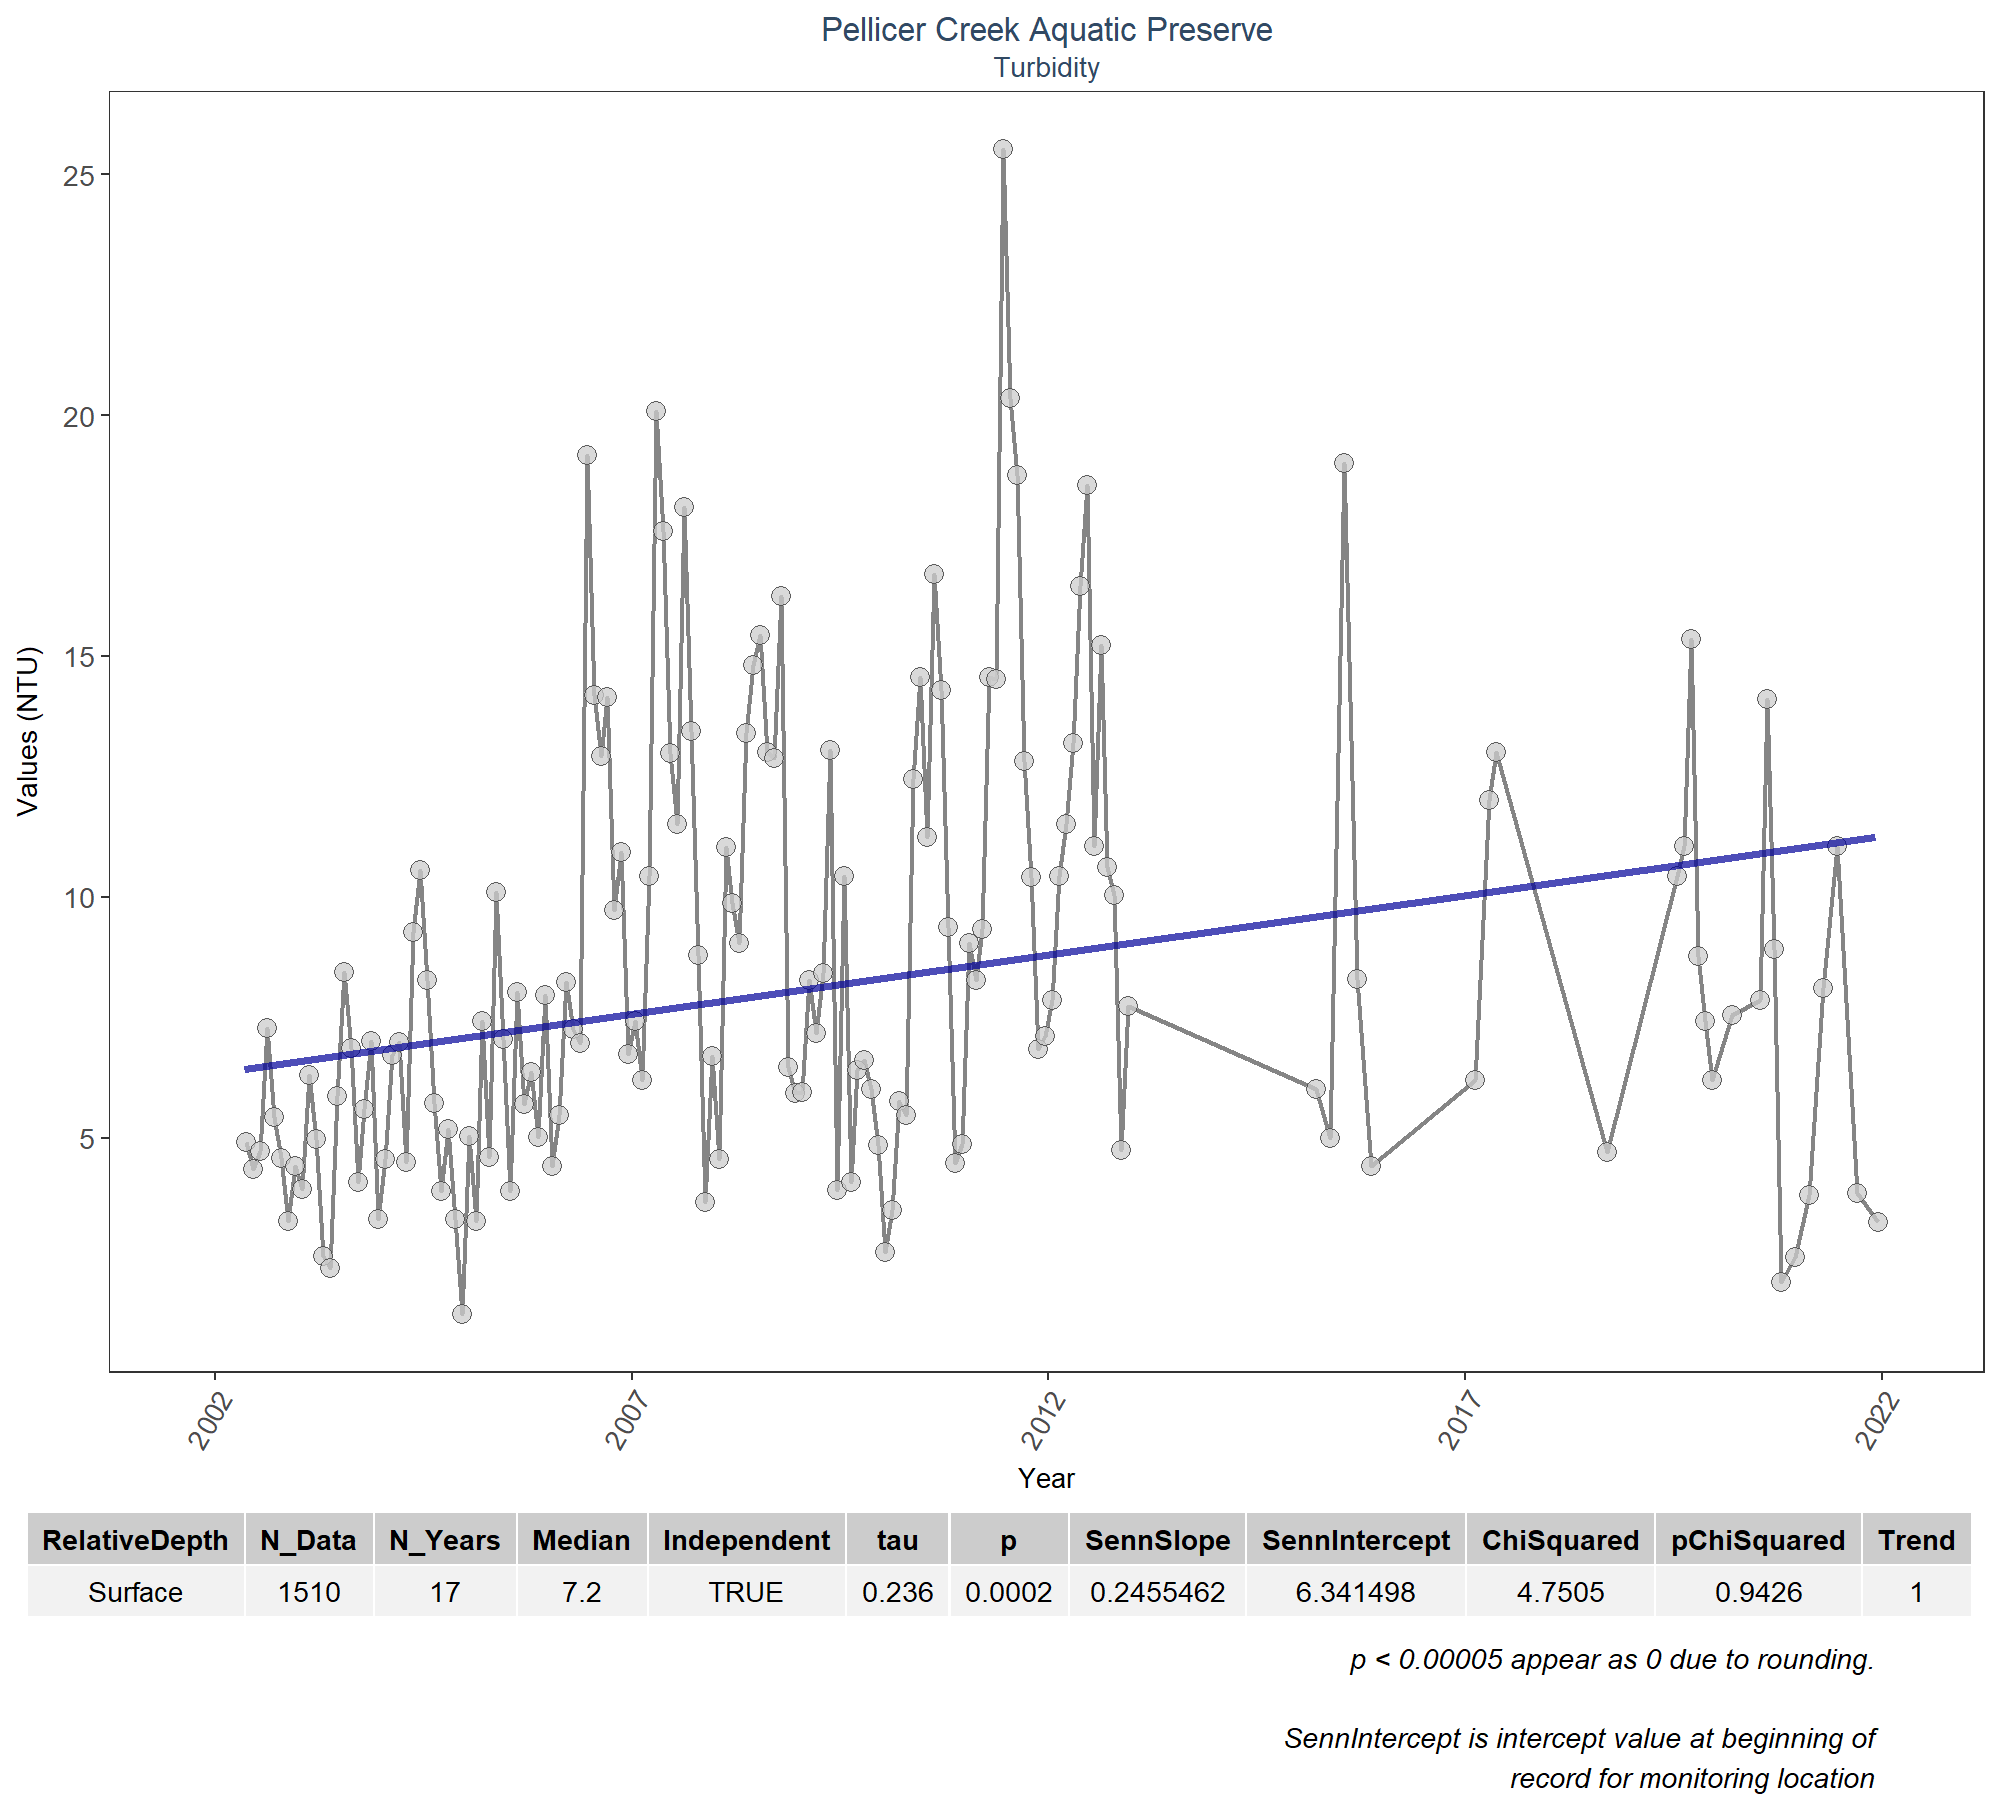 Pellicer Creek Aquatic Preserve
Turbidity
25
20
15
10
5
Values (NTU)
2002 2007 2012 2017 2022
Year
RelativeDepth N_Data N_Years Median Independent tau p SennSlope SennIntercept ChiSquared pChiSquared Trend
Surface 1510 17 7.2 TRUE 0.236 0.0002 0.2455462 6.341498 4.7505 0.9426 1
p < 0.00005 appear as 0 due to rounding.
SennIntercept is intercept value at beginning of
record for monitoring location